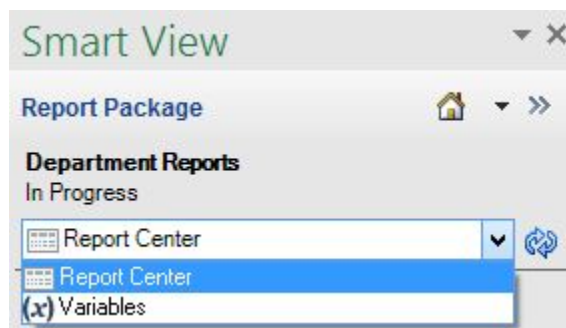 Smart View
Report Package
Department Reports
In Progress
Report Center
Report Center
(x) Variables